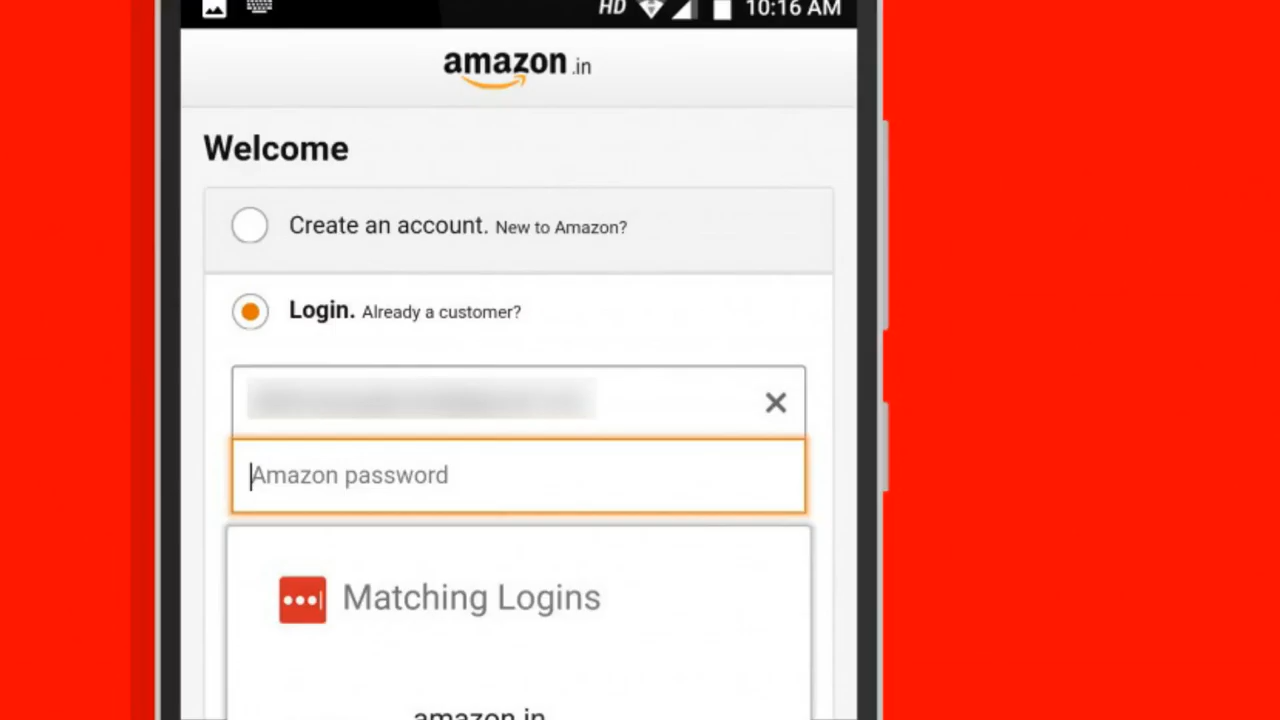 HD 10:16 AM
amazon.in
Welcome
Create an account. New to Amazon?
Login. Already a customer?
Amazon password
Matching Logins
amazon.in